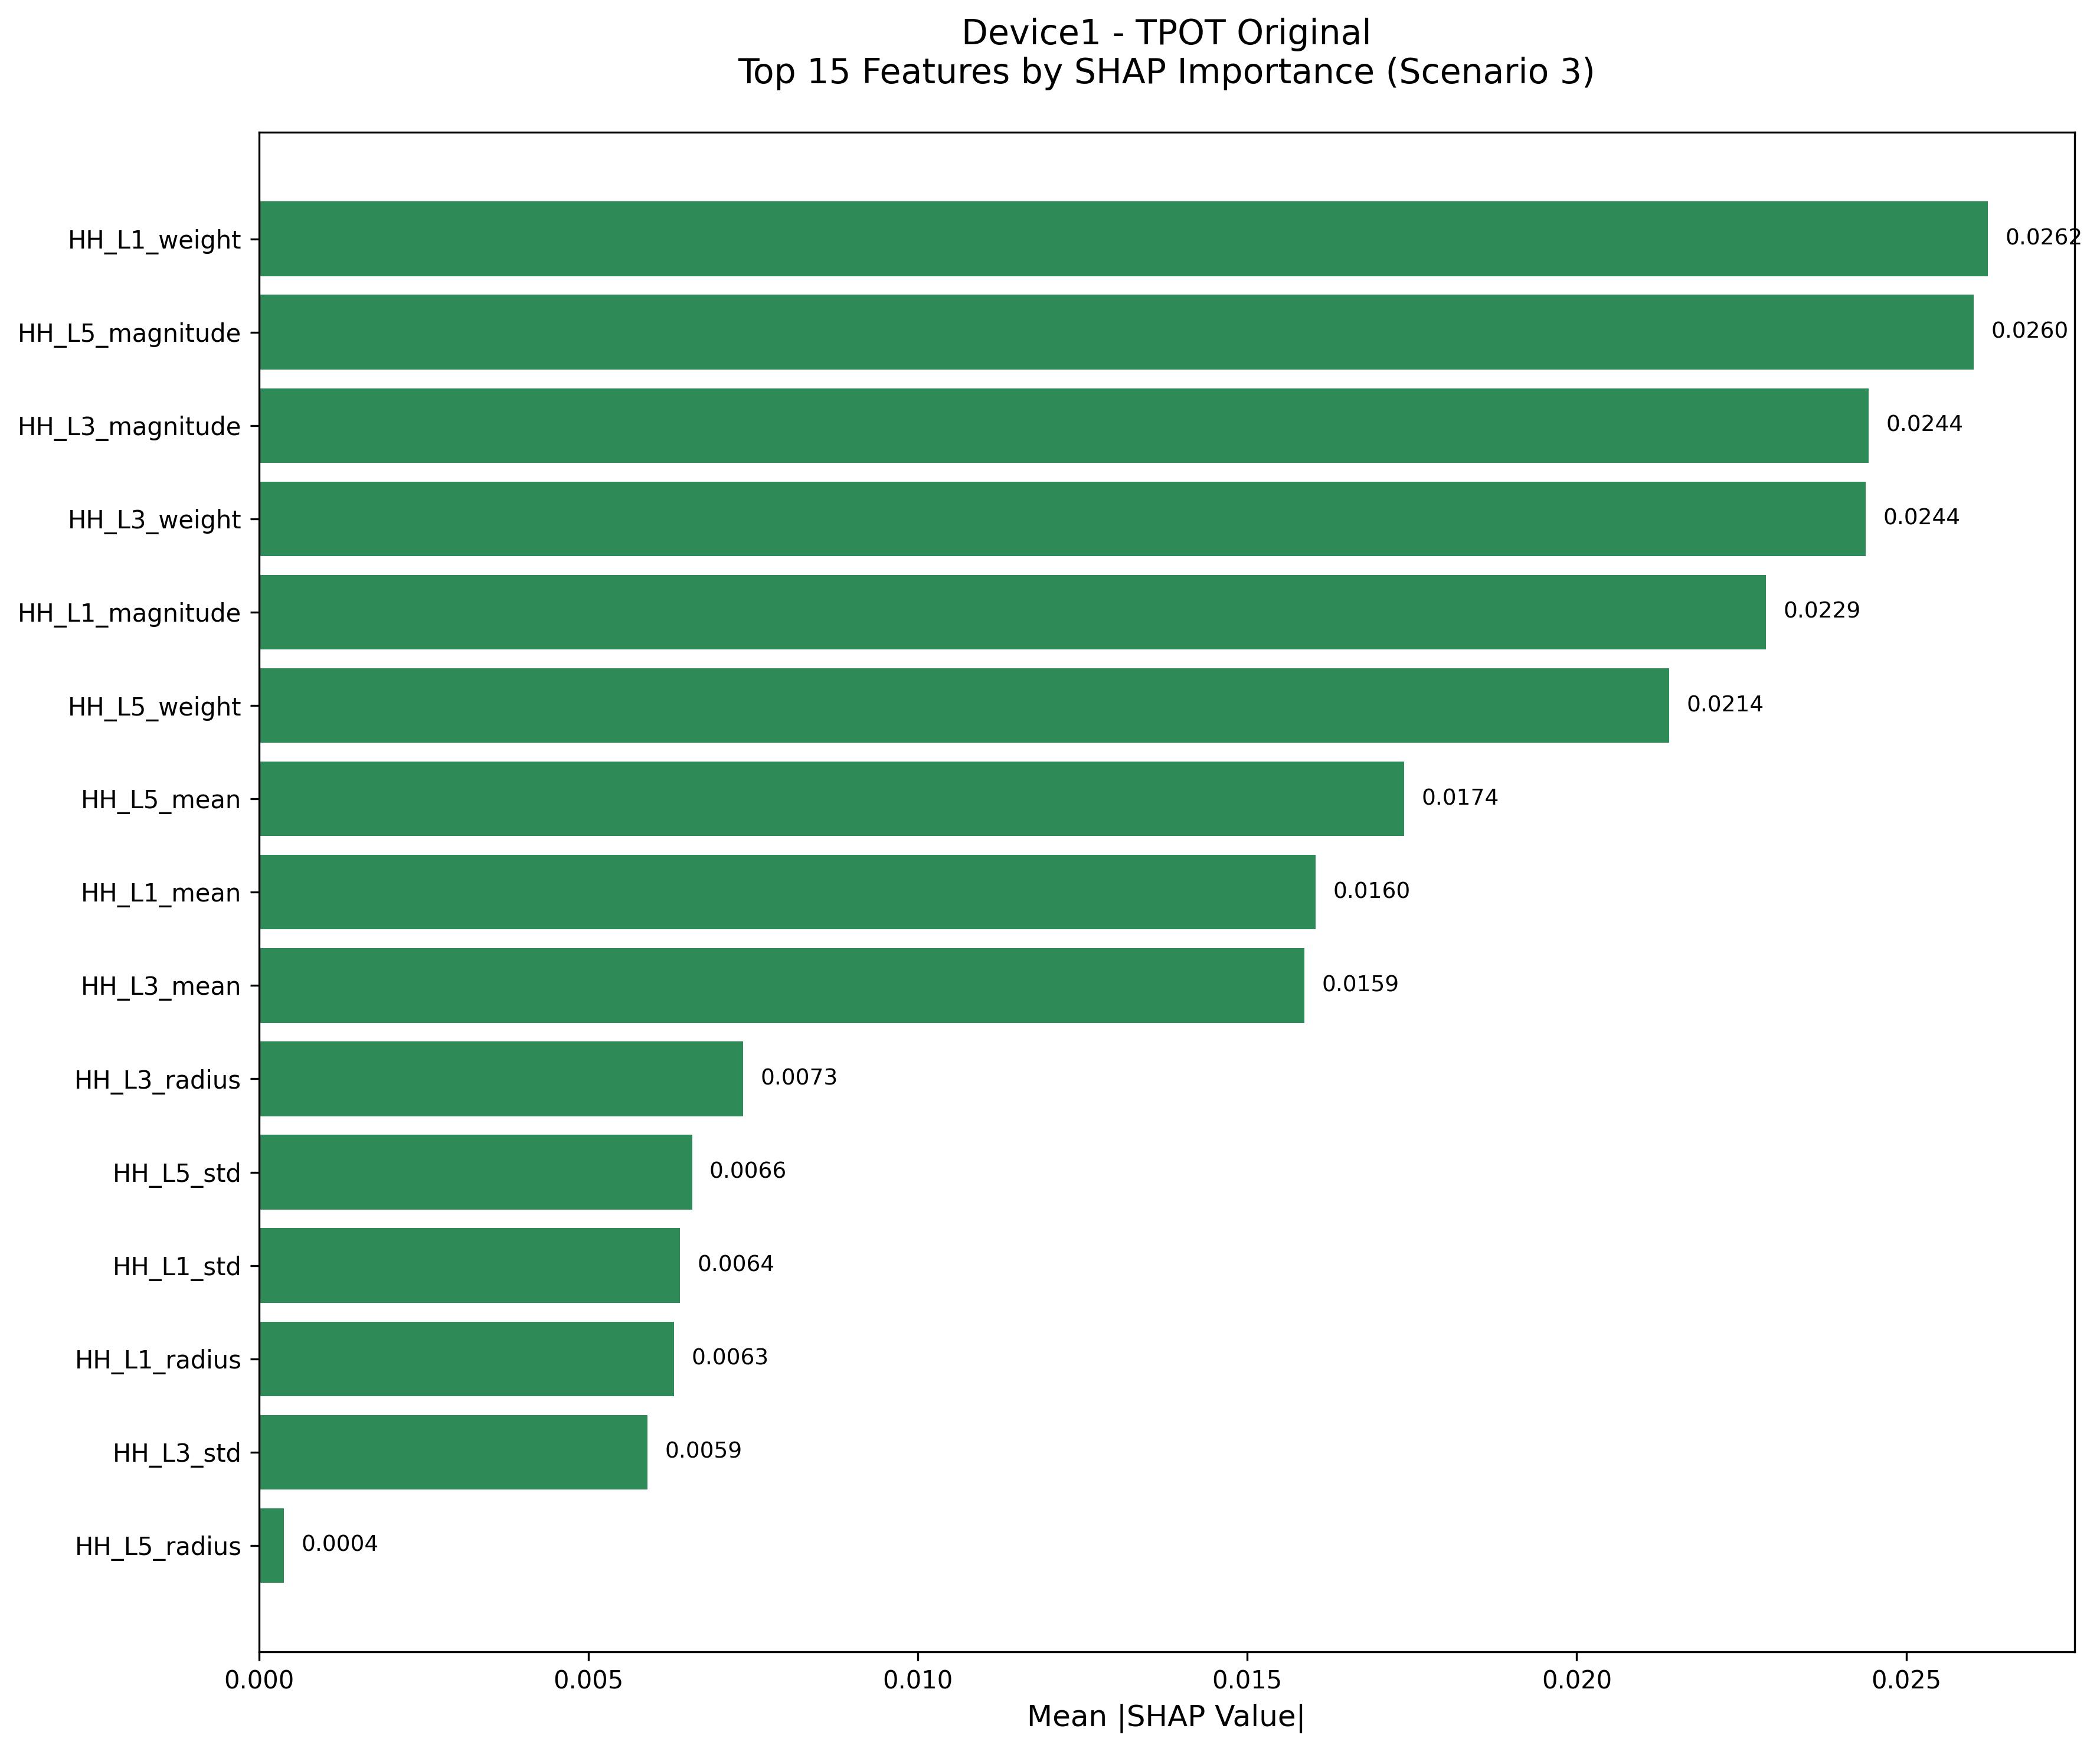 Device1 - TPOT Original
Top 15 Features by SHAP Importance (Scenario 3)
HH_L1_weight 0.0262
HH_L5_magnitude 0.0260
HH_L3_magnitude 0.0244
HH_L3_weight 0.0244
HH_L1_magnitude 0.0229
HH_L5_weight 0.0214
HH_L5_mean 0.0174
HH_L1_mean 0.0160
HH_L3_mean 0.0159
HH_L3_radius 0.0073
HH_L5_std 0.0066
HH_L1_std 0.0064
HH_L1_radius 0.0063
HH_L3_std 0.0059
HH_L5_radius 0.0004
0.000 0.005 0.010 0.015 0.020 0.025
Mean |SHAP Value|